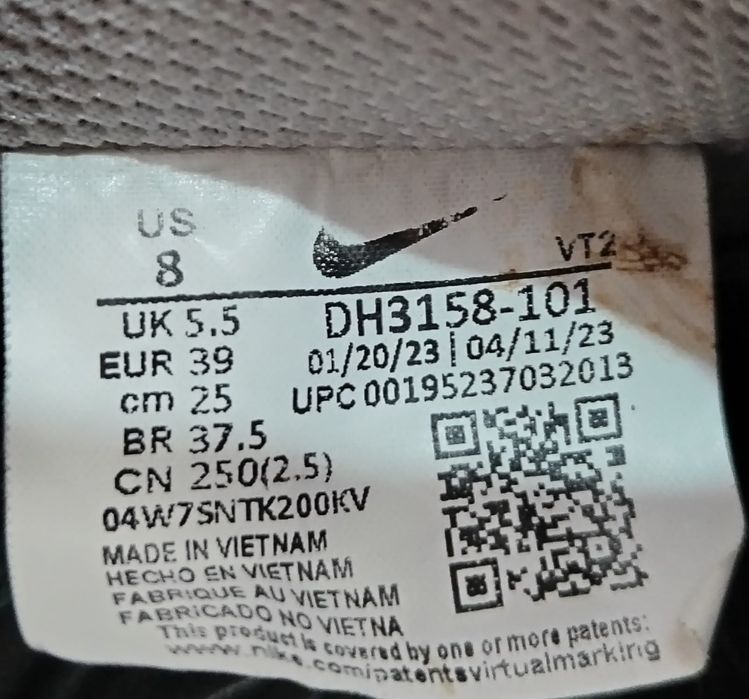 US
8
VT2
UK 5.5
EUR 39
cm 25
BR 37.5
CN 250(2.5)
04W7SNTK200KV
DH3158-101
01/20/23 | 04/11/23
UPC 00195237032013
MADE IN VIETNAM
HECHO EN VIETNAM
FABRIQUE AU VIETNAM
FABRICADO NO VIETNA
This product is covered by one or more patents:
www.nike.com/patentsvirtualmarking